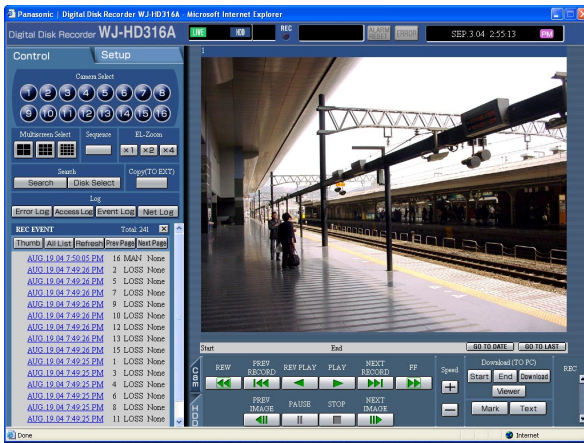 Panasonic | Digital Disk Recorder WJ-HD316A - Microsoft Internet Explorer
Digital Disk Recorder WJ-HD316A
LIVE HDD REC ALARM RESET ERROR SEP.3.04 2:55:13 PM
Control Setup
1
Camera Select
1 2 3 4 5 6 7 8
9 10 11 12 13 14 15 16
Multiscreen Select Sequence EL-Zoom
×1 ×2 ×4
Search Copy(TO EXT)
Search Disk Select
Log
Error Log Access Log Event Log Net Log
REC EVENT Total: 241
Thumb All List Refresh Prev Page Next Page
AUG.19.04 7:50:05 PM 16 MAN None
AUG.19.04 7:49:26 PM 2 LOSS None
AUG.19.04 7:49:26 PM 5 LOSS None
AUG.19.04 7:49:26 PM 7 LOSS None
AUG.19.04 7:49:26 PM 9 LOSS None
AUG.19.04 7:49:26 PM 10 LOSS None
AUG.19.04 7:49:26 PM 12 LOSS None
AUG.19.04 7:49:26 PM 13 LOSS None
AUG.19.04 7:49:26 PM 15 LOSS None
AUG.19.04 7:49:25 PM 1 LOSS None
AUG.19.04 7:49:25 PM 3 LOSS None
AUG.19.04 7:49:25 PM 4 LOSS None
AUG.19.04 7:49:25 PM 6 LOSS None
AUG.19.04 7:49:25 PM 8 LOSS None
AUG.19.04 7:49:25 PM 11 LOSS None
Start End GO TO DATE GO TO LAST
Cam
HDD
REW PREV RECORD REV PLAY PLAY NEXT RECORD FF
PREV IMAGE PAUSE STOP NEXT IMAGE
Speed
Download (TO PC)
Start End Download
Viewer
Mark Text
REC
Done Internet